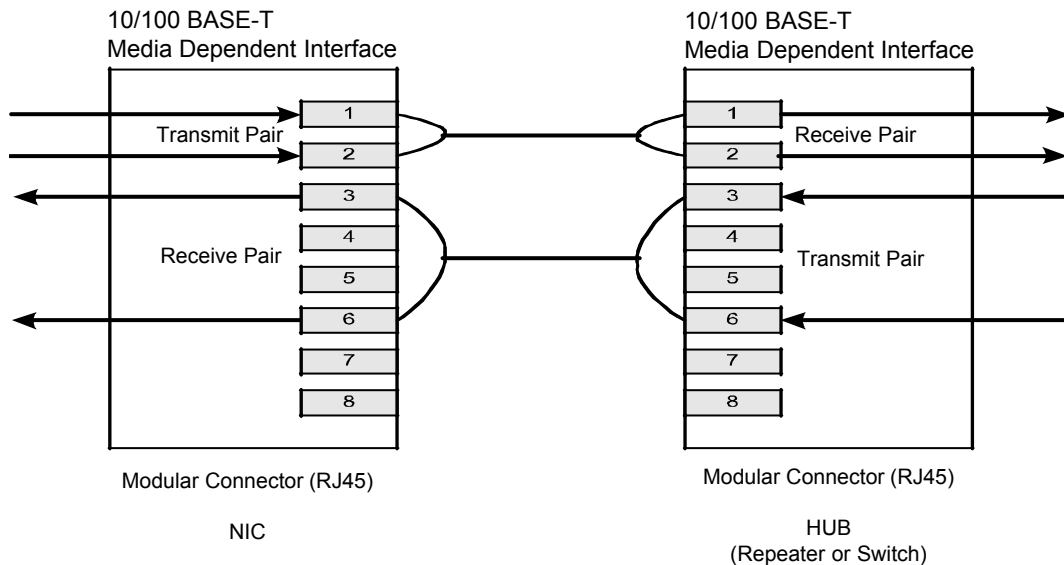 10/100 BASE-T
Media Dependent Interface
1
Transmit Pair
2
3
4
Receive Pair
5
6
7
8
Modular Connector (RJ45)
NIC
10/100 BASE-T
Media Dependent Interface
1
Receive Pair
2
3
4
Transmit Pair
5
6
7
8
Modular Connector (RJ45)
HUB
(Repeater or Switch)